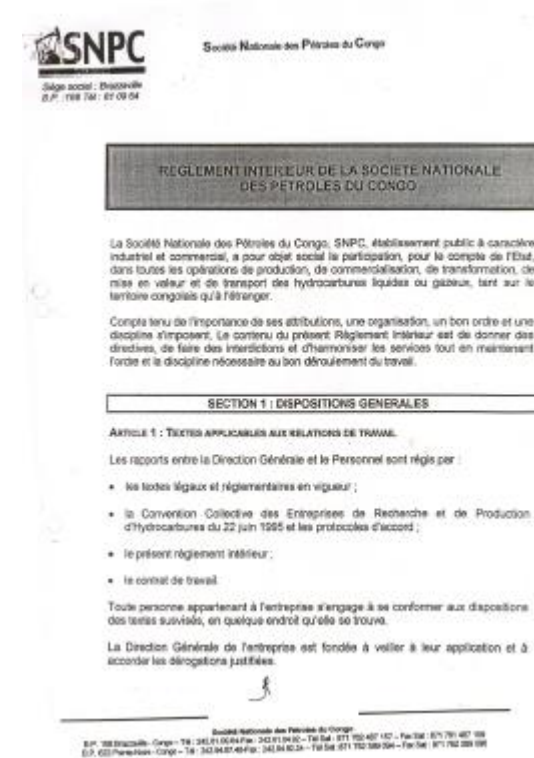 SNPC
Société Nationale des Pétroles du Congo
Siège social : Brazzaville
B.P. : 188 Tél : 81 09 64
REGLEMENT INTERIEUR DE LA SOCIETE NATIONALE
DES PETROLES DU CONGO
La Société Nationale des Pétroles du Congo, SNPC, établissement public à caractère
industriel et commercial, a pour objet social la participation, pour le compte de l'Etat,
dans toutes les opérations de production, de commercialisation, de transformation, de
mise en valeur et de transport des hydrocarbures liquides ou gazeux, tant sur le
territoire congolais qu'à l'étranger.
Compte tenu de l'importance de ses attributions, une organisation, un bon ordre et une
discipline s'imposent. Le contenu du présent Règlement Intérieur est de donner des
directives, de faire des interdictions et d'harmoniser les services tout en maintenant
l'ordre et la discipline nécessaire au bon déroulement du travail.
SECTION 1 : DISPOSITIONS GENERALES
ARTICLE 1 : TEXTES APPLICABLES AUX RELATIONS DE TRAVAIL
Les rapports entre la Direction Générale et le Personnel sont régis par :
• les textes légaux et réglementaires en vigueur ;
• la Convention Collective des Entreprises de Recherche et de Production
d'Hydrocarbures du 22 juin 1995 et les protocoles d'accord ;
• le présent règlement intérieur ;
• le contrat de travail.
Toute personne appartenant à l'entreprise s'engage à se conformer aux dispositions
des textes susvisés, en quelque endroit qu'elle se trouve.
La Direction Générale de l'entreprise est fondée à veiller à leur application et à
accorder les dérogations justifiées.
Société Nationale des Pétroles du Congo
B.P. 188 Brazzaville - Congo – Tél :